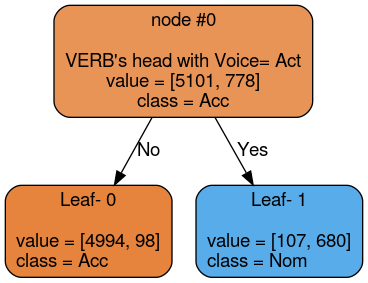 node #0
VERB's head with Voice= Act
value = [5101, 778]
class = Acc
No
Yes
Leaf- 0
value = [4994, 98]
class = Acc
Leaf- 1
value = [107, 680]
class = Nom